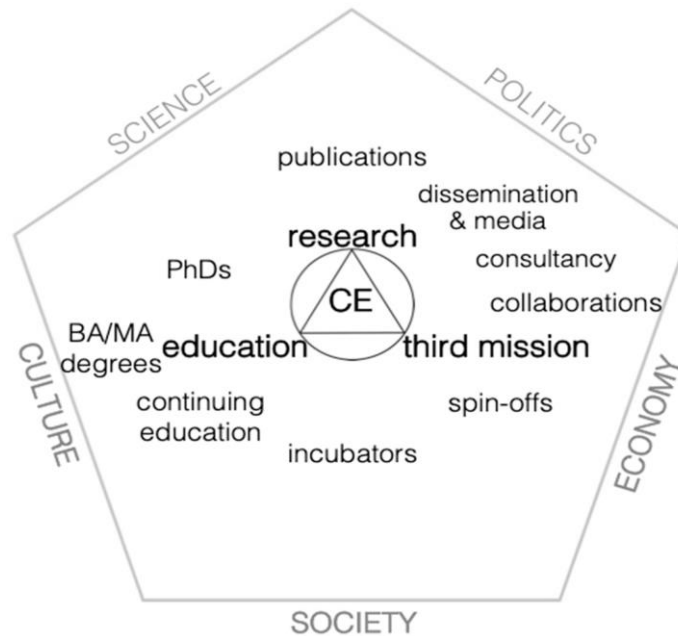 SCIENCE
POLITICS
publications
dissemination
& media
research
consultancy
PhDs
CE
collaborations
BA/MA
degrees
education
third mission
CULTURE
ECONOMY
continuing
education
spin-offs
incubators
SOCIETY